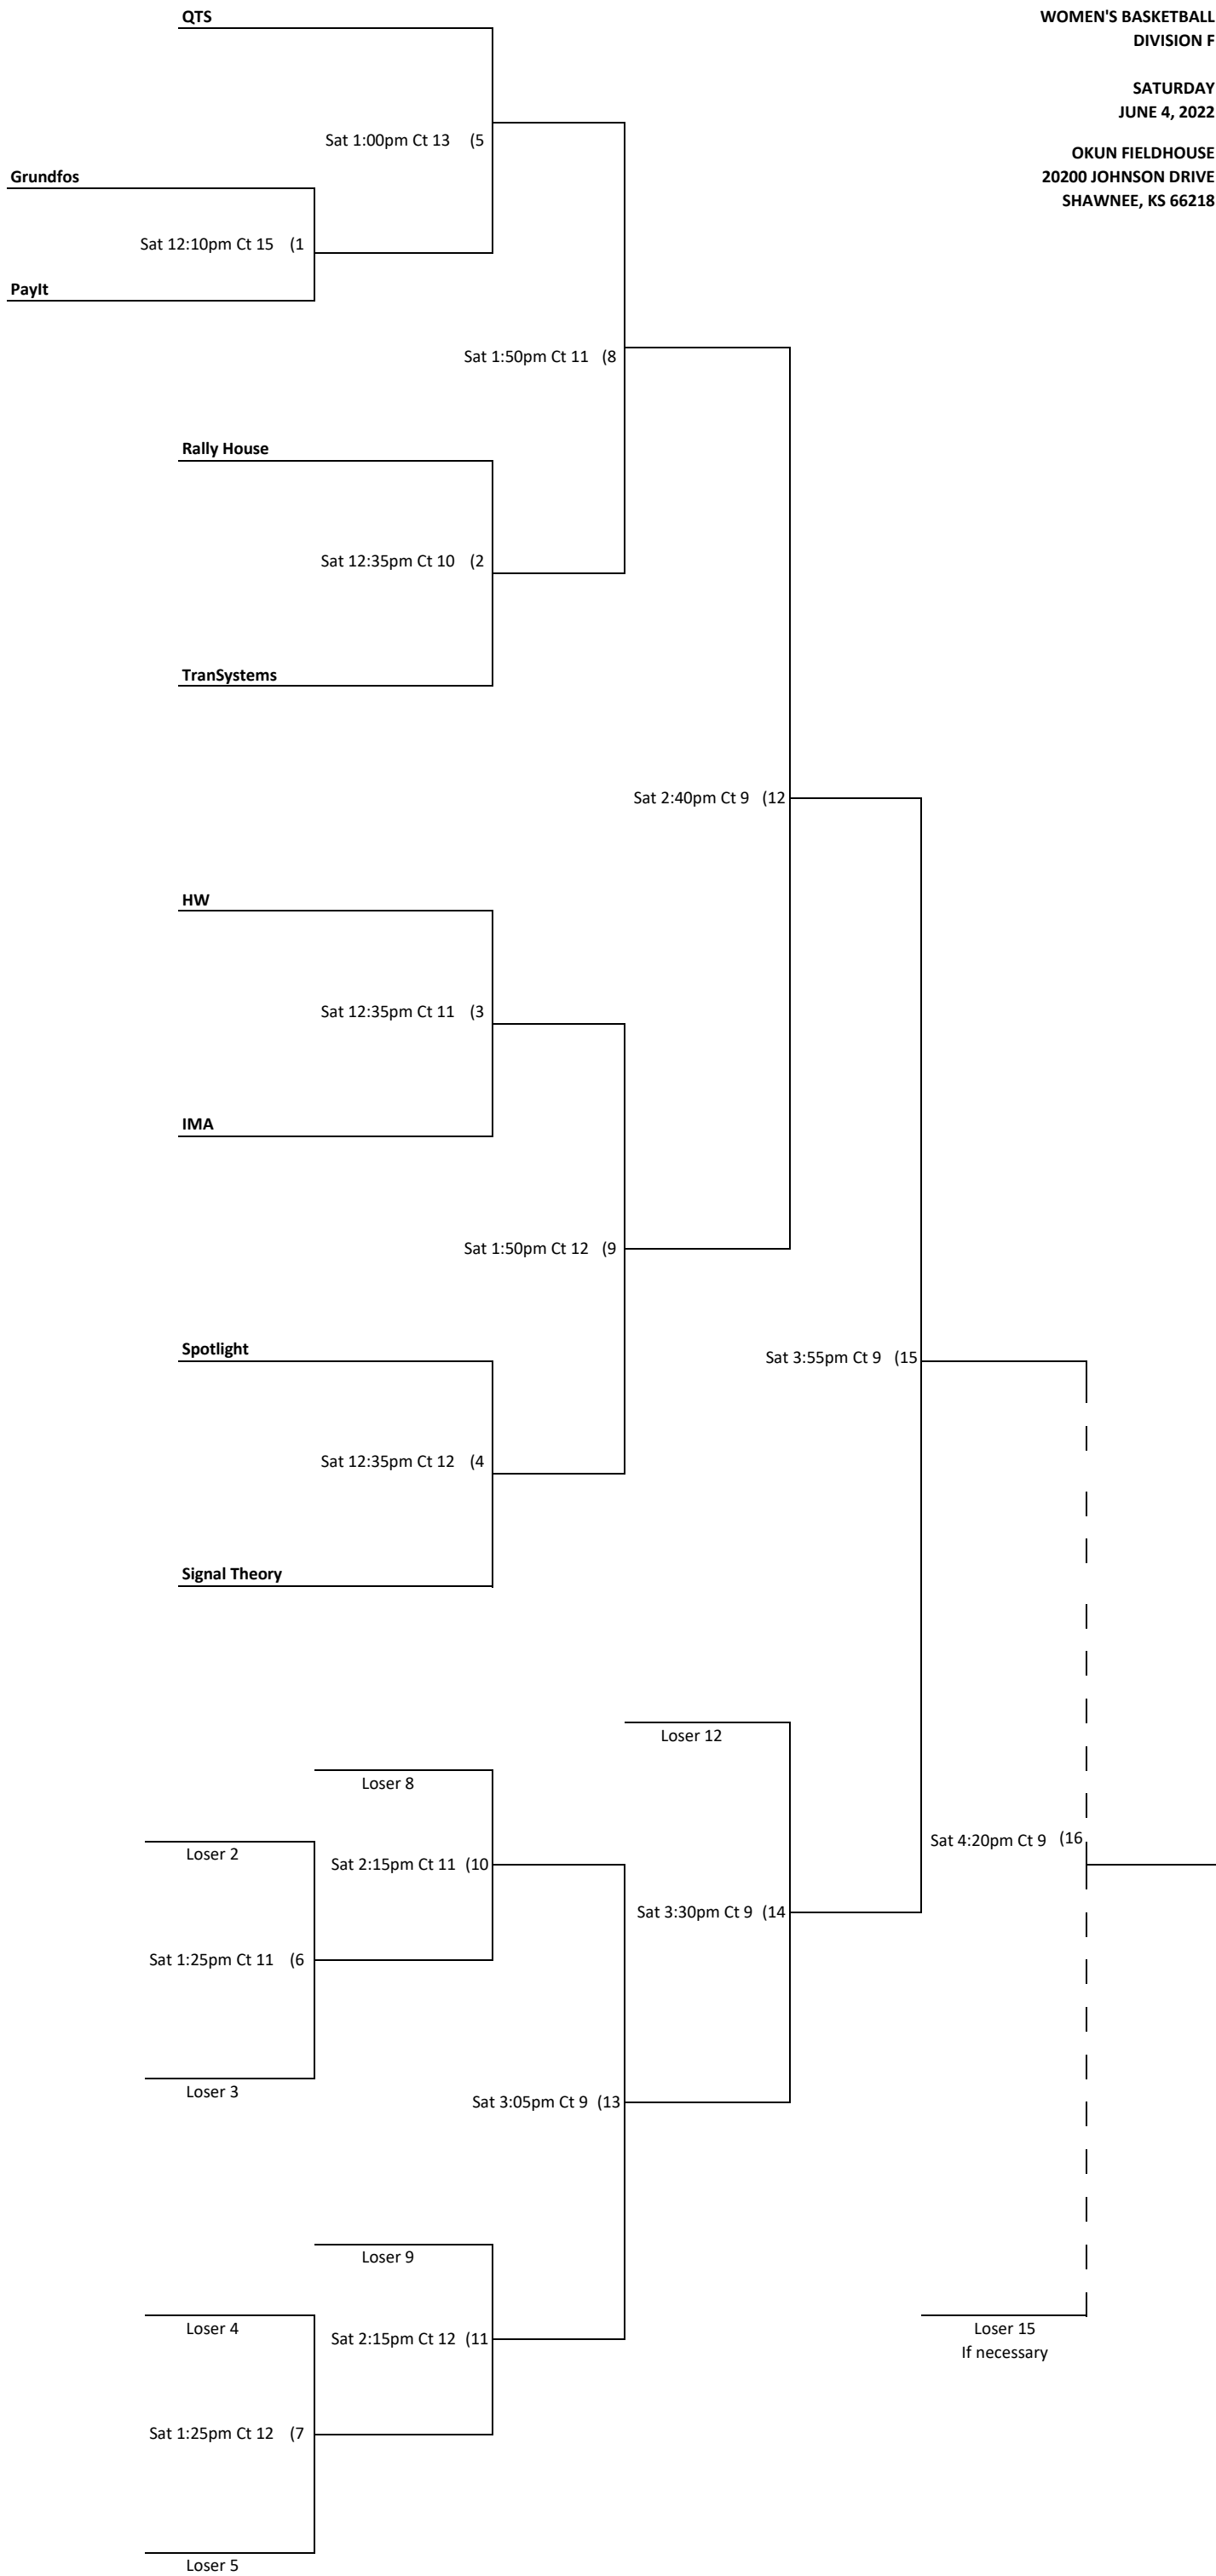 QTS
WOMEN'S BASKETBALL
DIVISION F
SATURDAY
JUNE 4, 2022
Sat 1:00pm Ct 13 (5
OKUN FIELDHOUSE
Grundfos
20200 JOHNSON DRIVE
SHAWNEE, KS 66218
Sat 12:10pm Ct 15 (1
PayIt
Sat 1:50pm Ct 11 (8
Rally House
Sat 12:35pm Ct 10 (2
TranSystems
Sat 2:40pm Ct 9 (12
HW
Sat 12:35pm Ct 11 (3
IMA
Sat 1:50pm Ct 12 (9
Spotlight
Sat 3:55pm Ct 9 (15
Sat 12:35pm Ct 12 (4
Signal Theory
Loser 12
Loser 8
Sat 4:20pm Ct 9 (16
Loser 2
Sat 2:15pm Ct 11 (10
Sat 3:30pm Ct 9 (14
Sat 1:25pm Ct 11 (6
Loser 3
Sat 3:05pm Ct 9 (13
Loser 9
Loser 4
Loser 15
Sat 2:15pm Ct 12 (11
If necessary
Sat 1:25pm Ct 12 (7
Loser 5